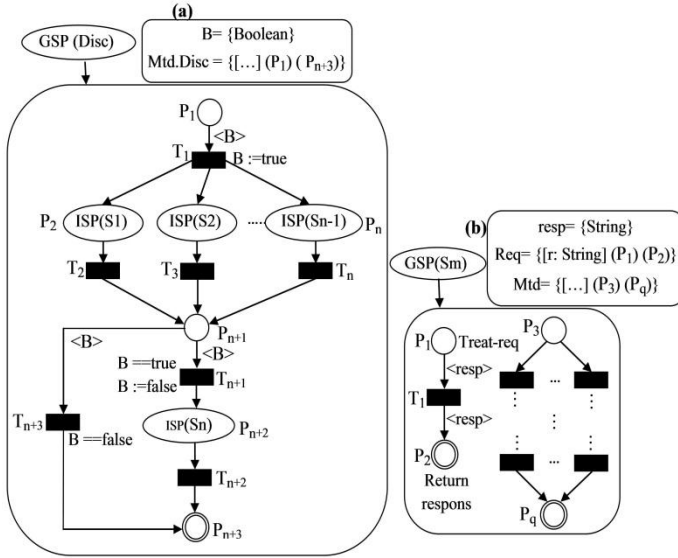 (a)
GSP (Disc)
B= {Boolean}
Mtd.Disc = {[...] (P1) ( Pn+3)}
P1
<B>
T1
B :=true
P2
ISP(S1)
ISP(S2)
.....
ISP(Sn-1)
Pn
T2
T3
Tn
Pn+1
<B>
<B>
B ==true
B :=false
Tn+1
Tn+3
B ==false
ISP(Sn)
Pn+2
Tn+2
Pn+3
(b)
GSP(Sm)
resp= {String}
Req= {[r: String] (P1) (P2)}
Mtd= {[...] (P3) (Pq)}
P1
Treat-req
P3
<resp>
...
T1
<resp>
...
P2
Return
respons
Pq